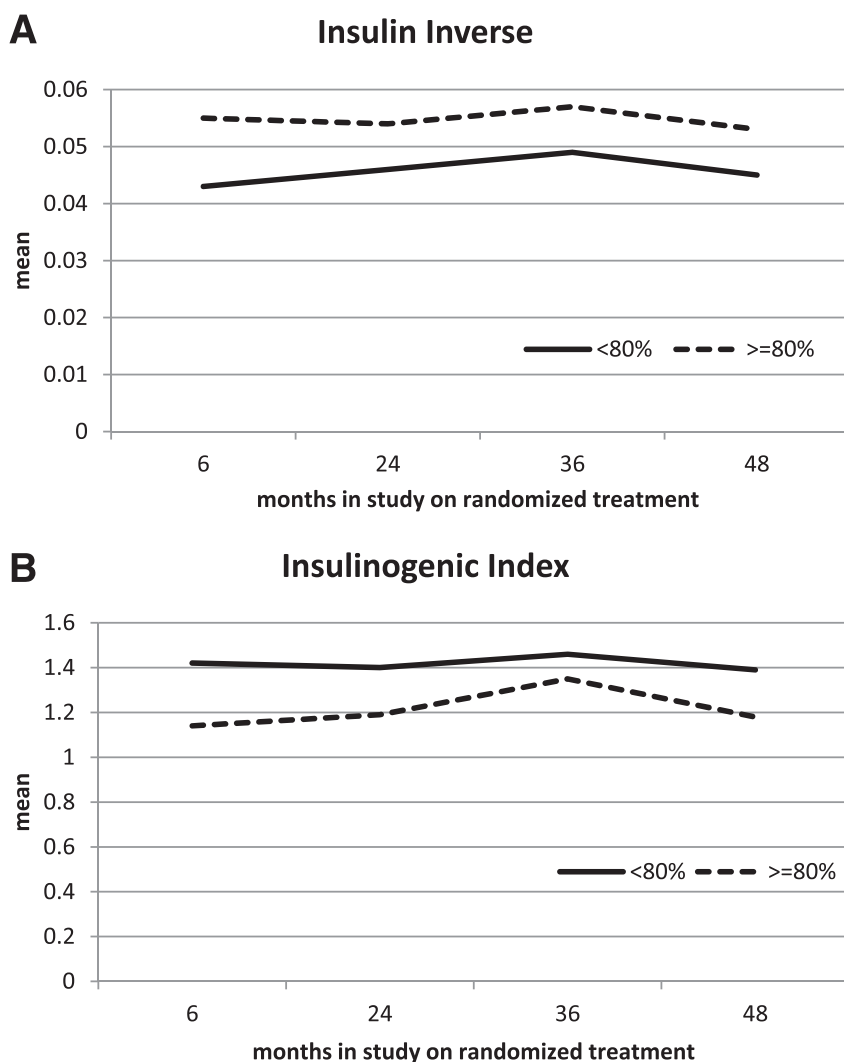 A
Insulin Inverse
0.06
0.05
0.04
0.03
0.02
0.01
0
mean
<80% >=80%
6 24 36 48
months in study on randomized treatment
B
Insulinogenic Index
1.6
1.4
1.2
1
0.8
0.6
0.4
0.2
0
mean
<80% >=80%
6 24 36 48
months in study on randomized treatment